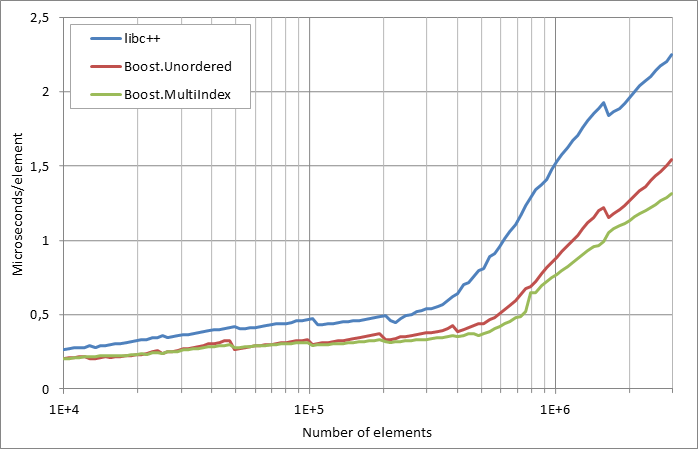 2,5
libc++
Boost.Unordered
Boost.MultiIndex
2
1,5
1
0,5
0
Microseconds/element
1E+4
1E+5
1E+6
Number of elements